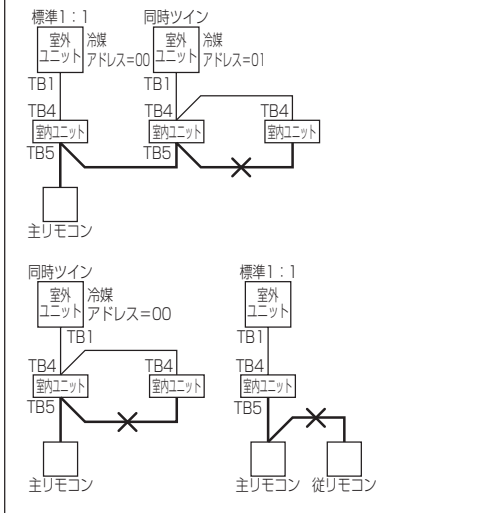 標準1：1
同時ツイン
室外
ユニット
冷媒
アドレス=00
室外
ユニット
冷媒
アドレス=01
TB1
TB1
TB4
TB4
TB4
室内ユニット
室内ユニット
室内ユニット
TB5
TB5
主リモコン
同時ツイン
標準1：1
室外
ユニット
冷媒
アドレス=00
室外
ユニット
TB1
TB1
TB4
TB4
TB4
室内ユニット
室内ユニット
室内ユニット
TB5
TB5
主リモコン
主リモコン
従リモコン